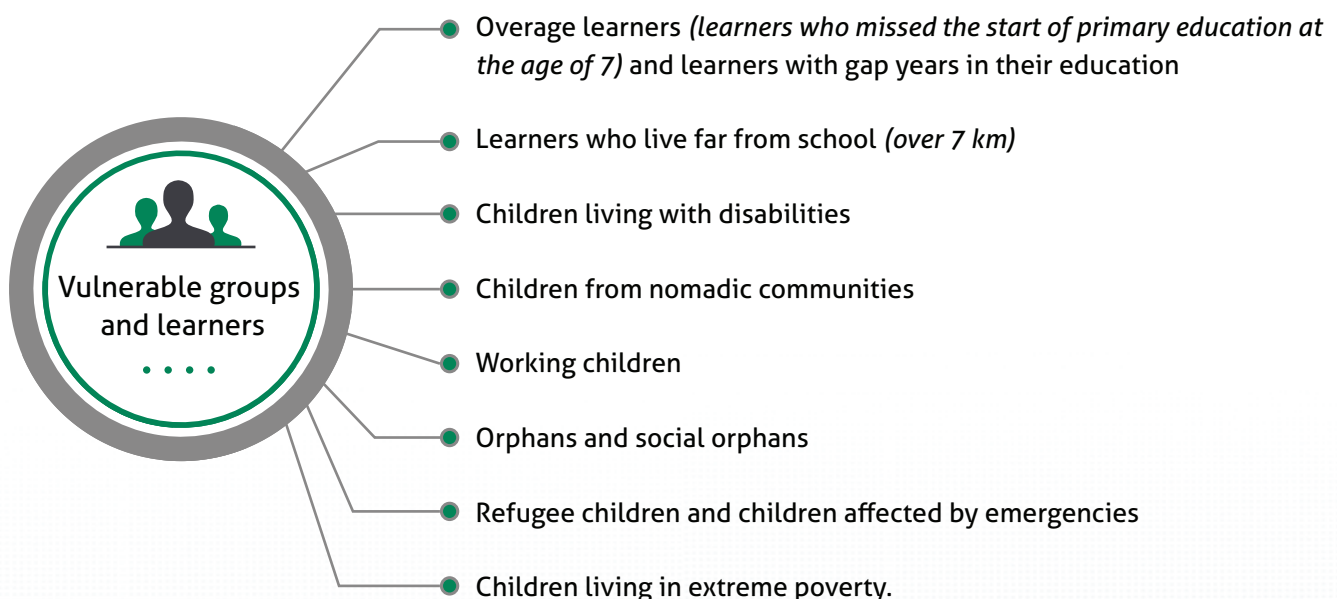 Overage learners (learners who missed the start of primary education at
the age of 7) and learners with gap years in their education
Learners who live far from school (over 7 km)
Children living with disabilities
Vulnerable groups
and learners
Children from nomadic communities
Working children
Orphans and social orphans
Refugee children and children affected by emergencies
Children living in extreme poverty.